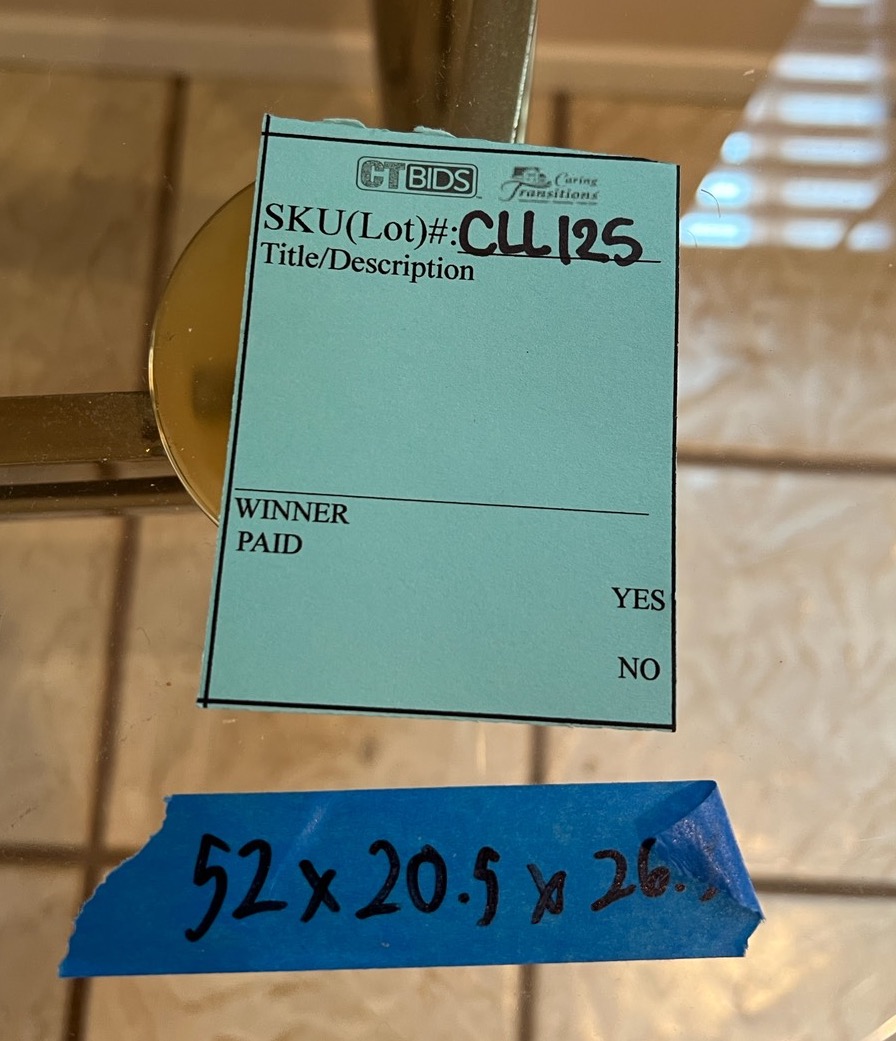 CTBIDS Caring Transitions
SKU(Lot)#: CLL125
Title/Description
WINNER
PAID
YES
NO
52 x 20.5 x 26.